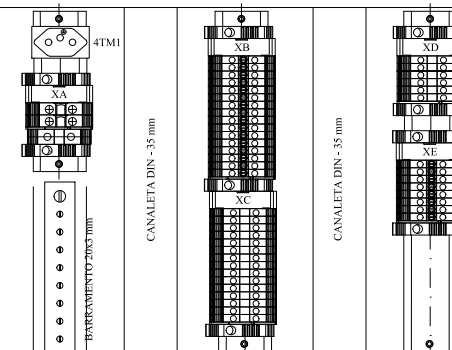 4TM1
XA
BARRAMENTO 20x3 mm
CANALETA DIN - 35 mm
XB
XC
CANALETA DIN - 35 mm
XD
XE